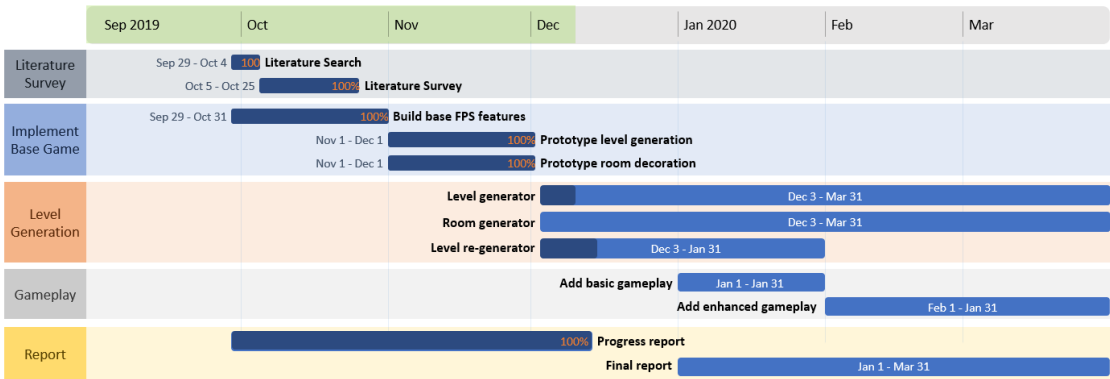 Sep 2019 Oct Nov Dec Jan 2020 Feb Mar
Literature
Survey
Sep 29 - Oct 4 100 Literature Search
Oct 5 - Oct 25 100% Literature Survey
Implement
Base Game
Sep 29 - Oct 31 100% Build base FPS features
Nov 1 - Dec 1 100% Prototype level generation
Nov 1 - Dec 1 100% Prototype room decoration
Level
Generation
Level generator Dec 3 - Mar 31
Room generator Dec 3 - Mar 31
Level re-generator Dec 3 - Jan 31
Gameplay
Add basic gameplay Jan 1 - Jan 31
Add enhanced gameplay Feb 1 - Jan 31
Report
100% Progress report
Final report Jan 1 - Mar 31